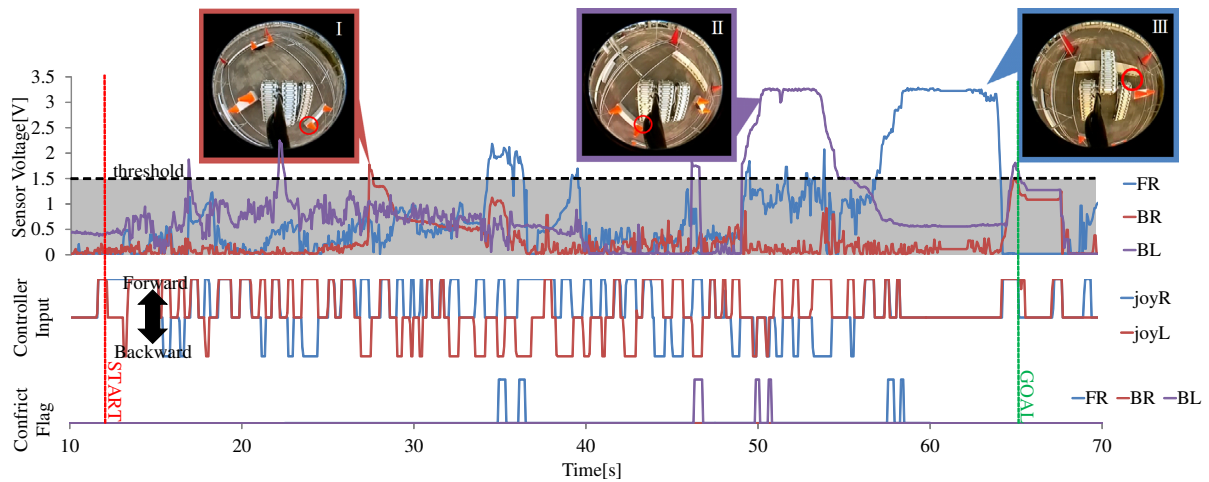 I
II
III
3.5
3
2.5
2
1.5
1
0.5
0
Sensor Voltage[V]
threshold
FR
BR
BL
Controller
Input
Forward
Backward
joyR
joyL
START
GOAL
Confrict
Flag
FR BR BL
10 20 30 40 50 60 70
Time[s]